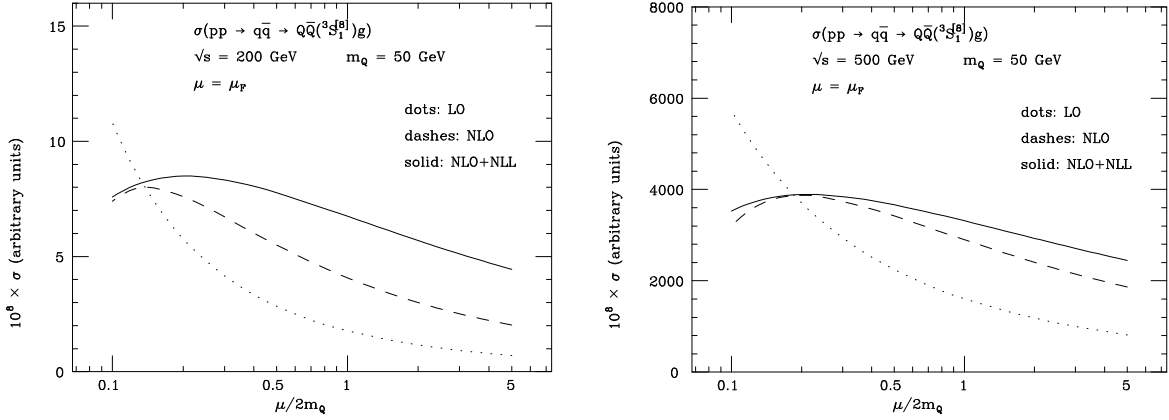 σ(pp → qq̅ → QQ̅(³S₁^[8])g)
√s = 200 GeV m_Q = 50 GeV
μ = μ_F
dots: LO
dashes: NLO
solid: NLO+NLL
15
10
5
0
10⁸ × σ (arbitrary units)
0.1 0.5 1 5
μ/2m_Q
σ(pp → qq̅ → QQ̅(³S₁^[8])g)
√s = 500 GeV m_Q = 50 GeV
μ = μ_F
dots: LO
dashes: NLO
solid: NLO+NLL
8000
6000
4000
2000
0
10⁸ × σ (arbitrary units)
0.1 0.5 1 5
μ/2m_Q